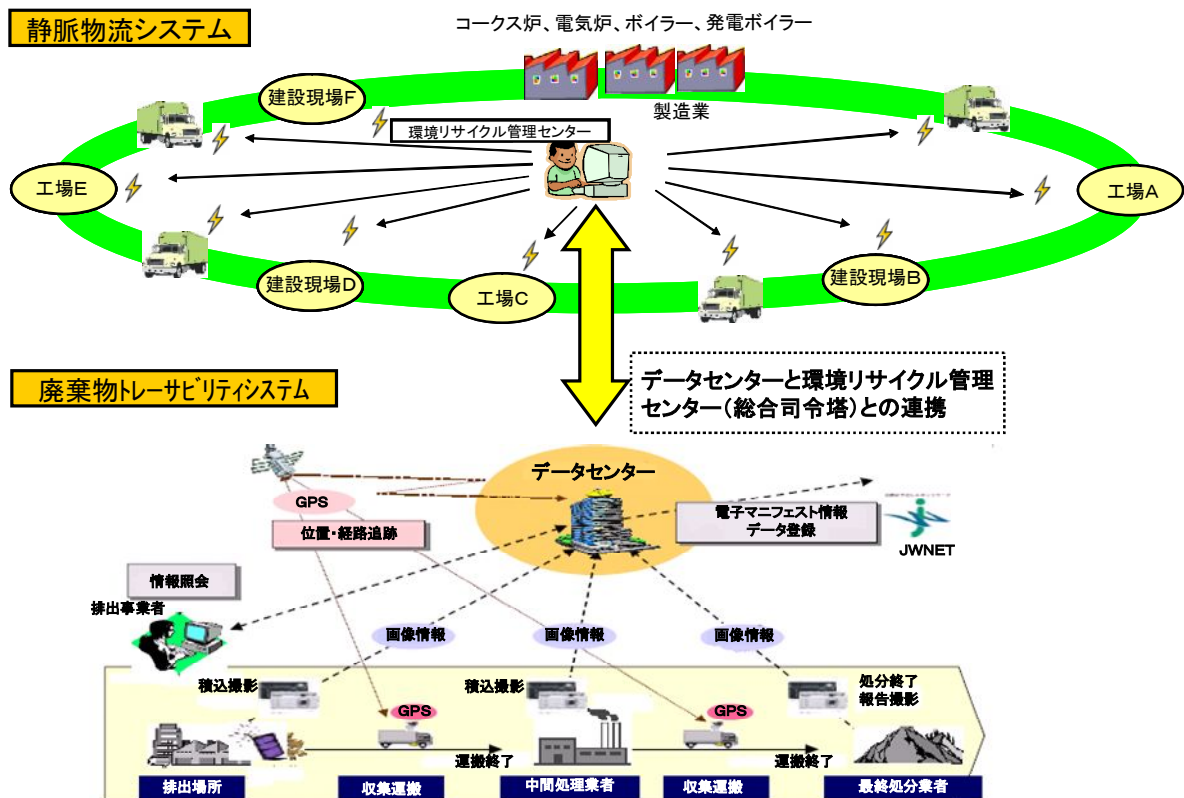 静脈物流システム
コークス炉、電気炉、ボイラー、発電ボイラー
製造業
建設現場F
環境リサイクル管理センター
工場E
工場A
建設現場D
工場C
建設現場B
廃棄物トレーサビリティシステム
データセンターと環境リサイクル管理
センター(総合司令塔)との連携
データセンター
GPS
位置・経路追跡
電子マニフェスト情報
データ登録
JWNET
情報照会
排出事業者
画像情報
画像情報
画像情報
積込撮影
積込撮影
処分終了
報告撮影
GPS
GPS
運搬終了
運搬終了
排出場所
収集運搬
中間処理業者
収集運搬
最終処分業者